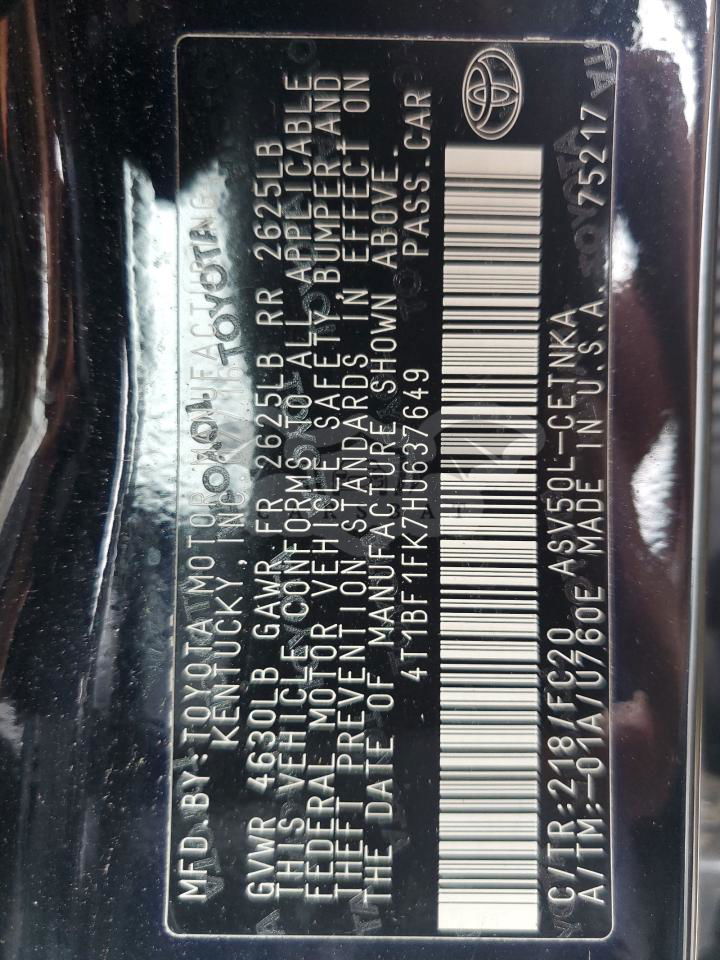 MFD BY:TOYOTA MOTOR MANUFACTURING
KENTUCKY, INC.
GVWR 4630LB GAWR FR 2625LB RR 2625LB
THIS VEHICLE CONFORMS TO ALL APPLICABLE
FEDERAL MOTOR VEHICLE SAFETY, BUMPER AND
THEFT PREVENTION STANDARDS IN EFFECT ON
THE DATE OF MANUFACTURE SHOWN ABOVE.
4T1BF1FK7HU637649 PASS.CAR
C/TR:218/FC20 ASV50L-CETNKA
A/TM:-01A/U760E MADE IN U.S.A. 75217